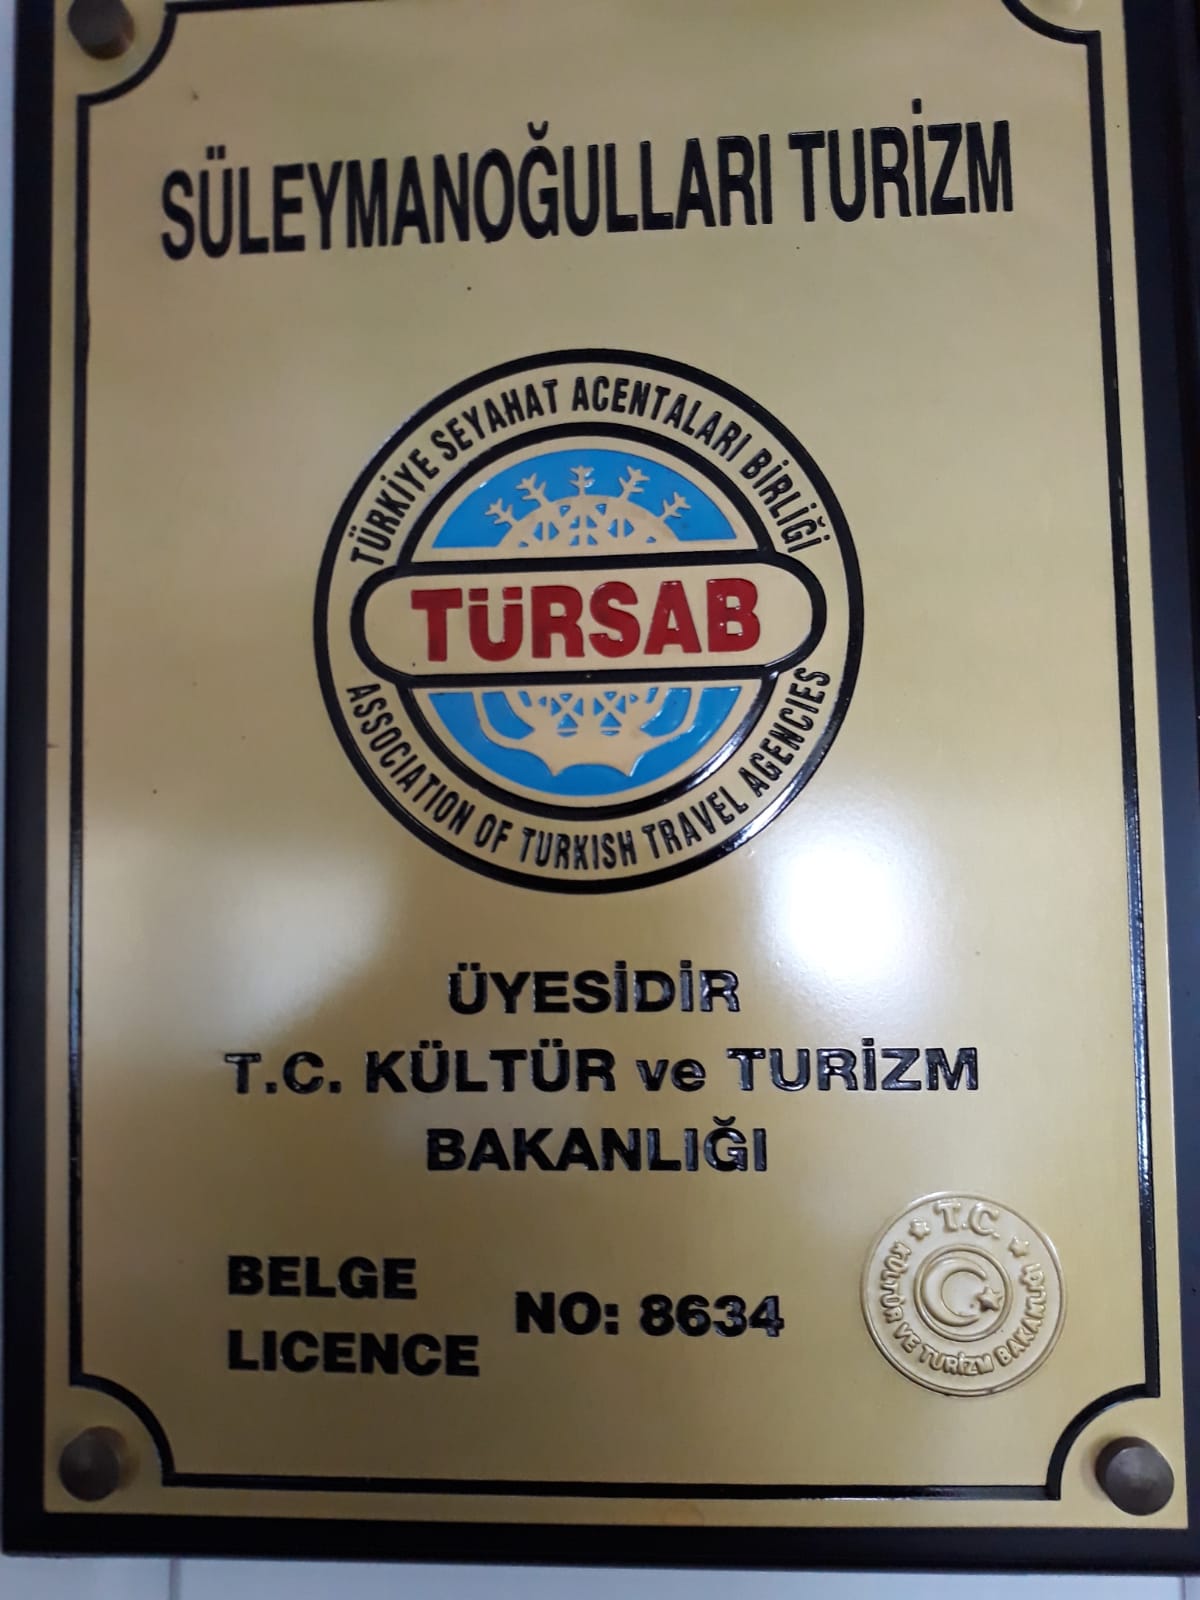 SÜLEYMANOĞULLARI TURİZM
TÜRKİYE SEYAHAT ACENTALARI BİRLİĞİ
TÜRSAB
ASSOCIATION OF TURKISH TRAVEL AGENCIES
ÜYESİDİR
T.C. KÜLTÜR ve TURİZM
BAKANLIĞI
BELGE
LICENCE
NO: 8634
T.C.
KÜLTÜR VE TURİZM BAKANLIĞI